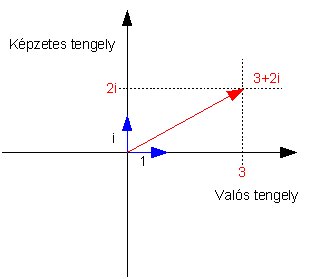 Képzetes tengely
2i
3+2i
i
1
3
Valós tengely